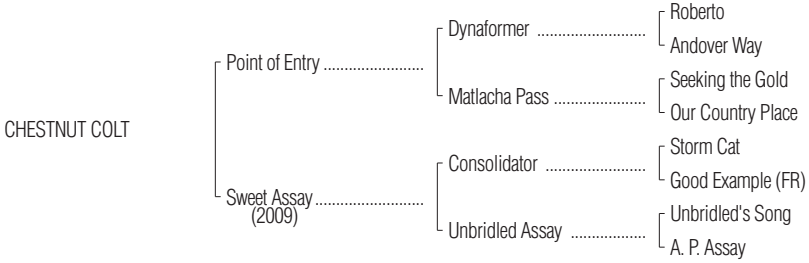 Roberto
Dynaformer ..........................
Andover Way
Point of Entry ........................
Seeking the Gold
Matlacha Pass ......................
Our Country Place
CHESTNUT COLT
Storm Cat
Consolidator ........................
Good Example (FR)
Sweet Assay..........................
(2009)
Unbridled's Song
Unbridled Assay ..................
A. P. Assay